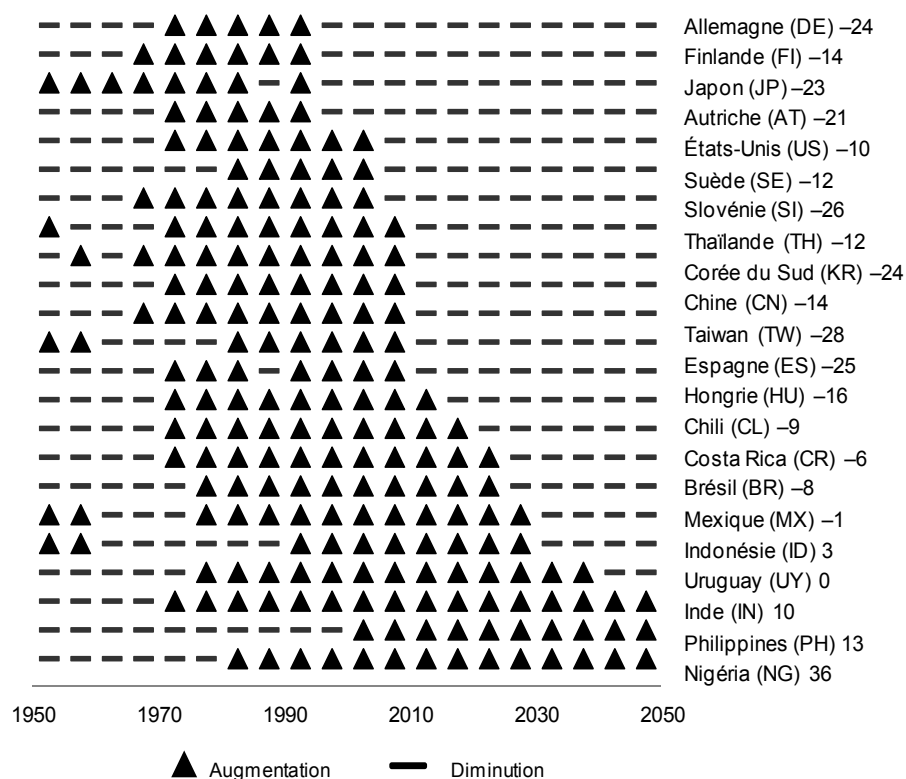 Allemagne (DE) –24
Finlande (FI) –14
Japon (JP) –23
Autriche (AT) –21
États-Unis (US) –10
Suède (SE) –12
Slovénie (SI) –26
Thaïlande (TH) –12
Corée du Sud (KR) –24
Chine (CN) –14
Taiwan (TW) –28
Espagne (ES) –25
Hongrie (HU) –16
Chili (CL) –9
Costa Rica (CR) –6
Brésil (BR) –8
Mexique (MX) –1
Indonésie (ID) 3
Uruguay (UY) 0
Inde (IN) 10
Philippines (PH) 13
Nigéria (NG) 36
1950 1970 1990 2010 2030 2050
Augmentation Diminution